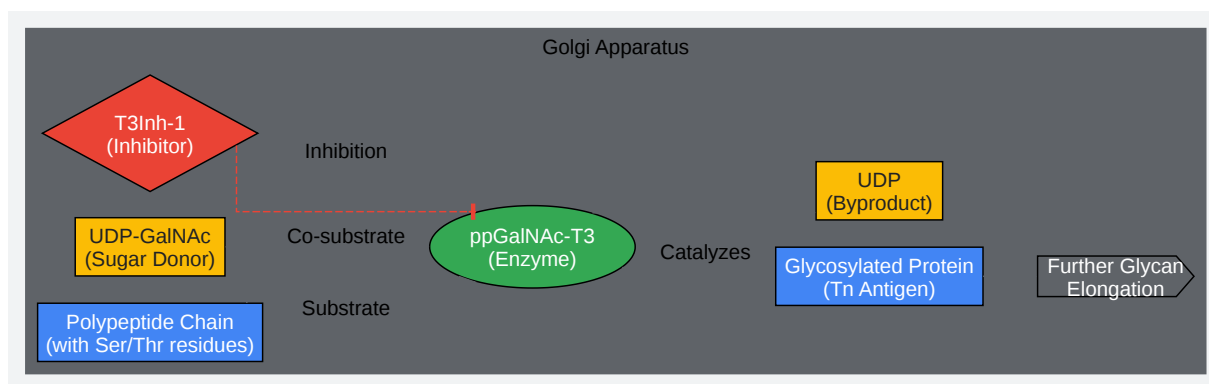 Golgi Apparatus
T3Inh-1
(Inhibitor)
Inhibition
UDP-GalNAc
(Sugar Donor)
Co-substrate
Polypeptide Chain
(with Ser/Thr residues)
Substrate
ppGalNAc-T3
(Enzyme)
Catalyzes
UDP
(Byproduct)
Glycosylated Protein
(Tn Antigen)
Further Glycan
Elongation